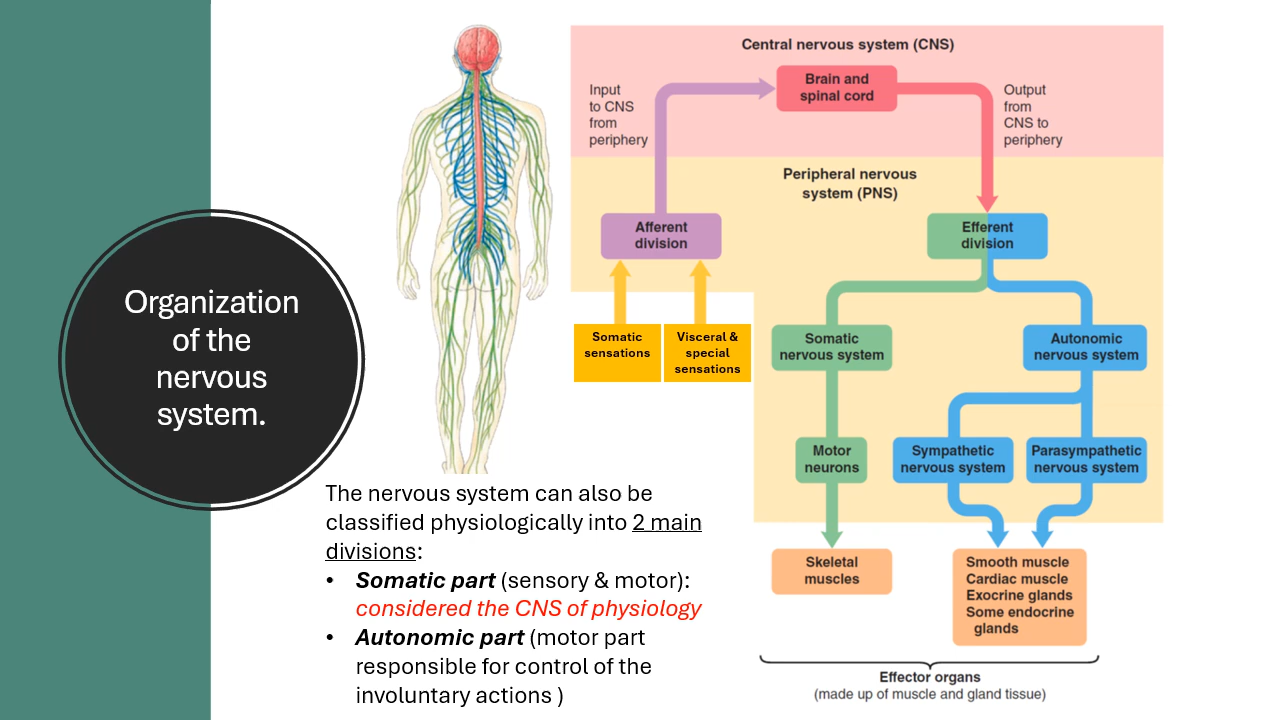 Organization
of the
nervous
system.
Central nervous system (CNS)
Input
to CNS
from
periphery
Brain and
spinal cord
Output
from
CNS to
periphery
Peripheral nervous
system (PNS)
Afferent
division
Efferent
division
Somatic
sensations
Visceral &
special
sensations
Somatic
nervous system
Autonomic
nervous system
Motor
neurons
Sympathetic
nervous system
Parasympathetic
nervous system
Skeletal
muscles
Smooth muscle
Cardiac muscle
Exocrine glands
Some endocrine
glands
Effector organs
(made up of muscle and gland tissue)
The nervous system can also be
classified physiologically into 2 main
divisions:
• Somatic part (sensory & motor):
considered the CNS of physiology
• Autonomic part (motor part
responsible for control of the
involuntary actions )